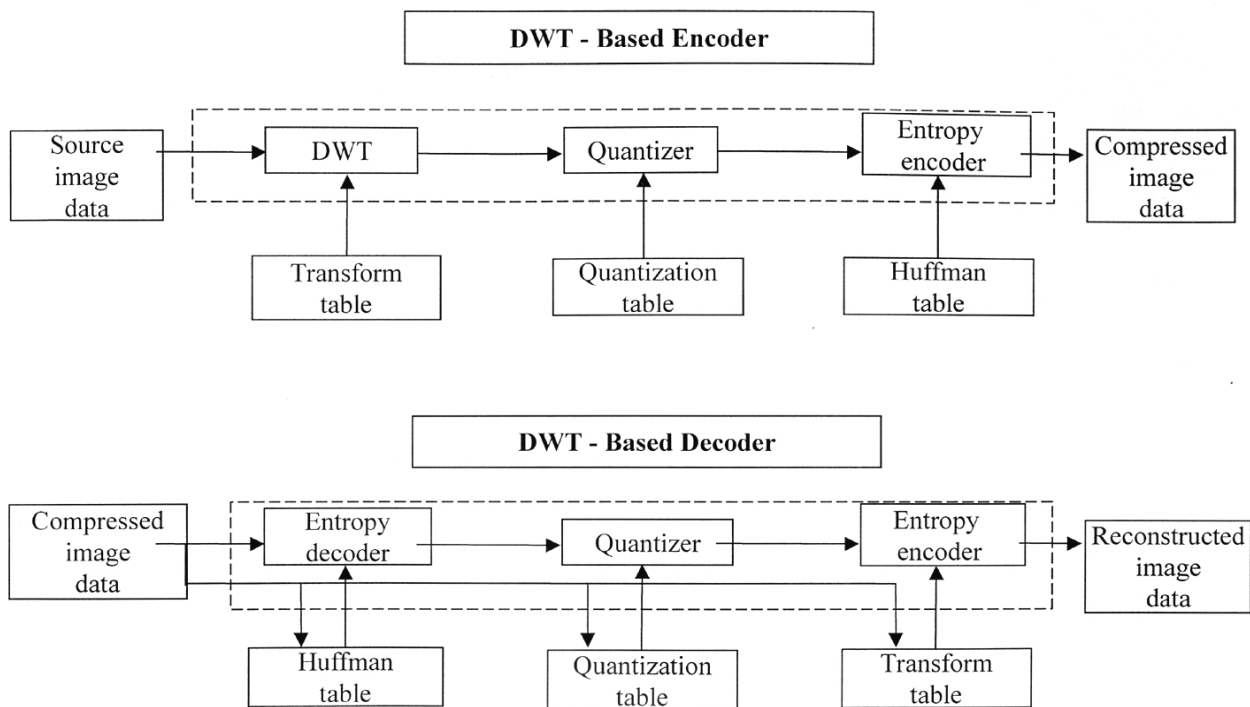 DWT - Based Encoder
Source
image
data
DWT
Quantizer
Entropy
encoder
Compressed
image
data
Transform
table
Quantization
table
Huffman
table
DWT - Based Decoder
Compressed
image
data
Entropy
decoder
Quantizer
Entropy
encoder
Reconstructed
image
data
Huffman
table
Quantization
table
Transform
table